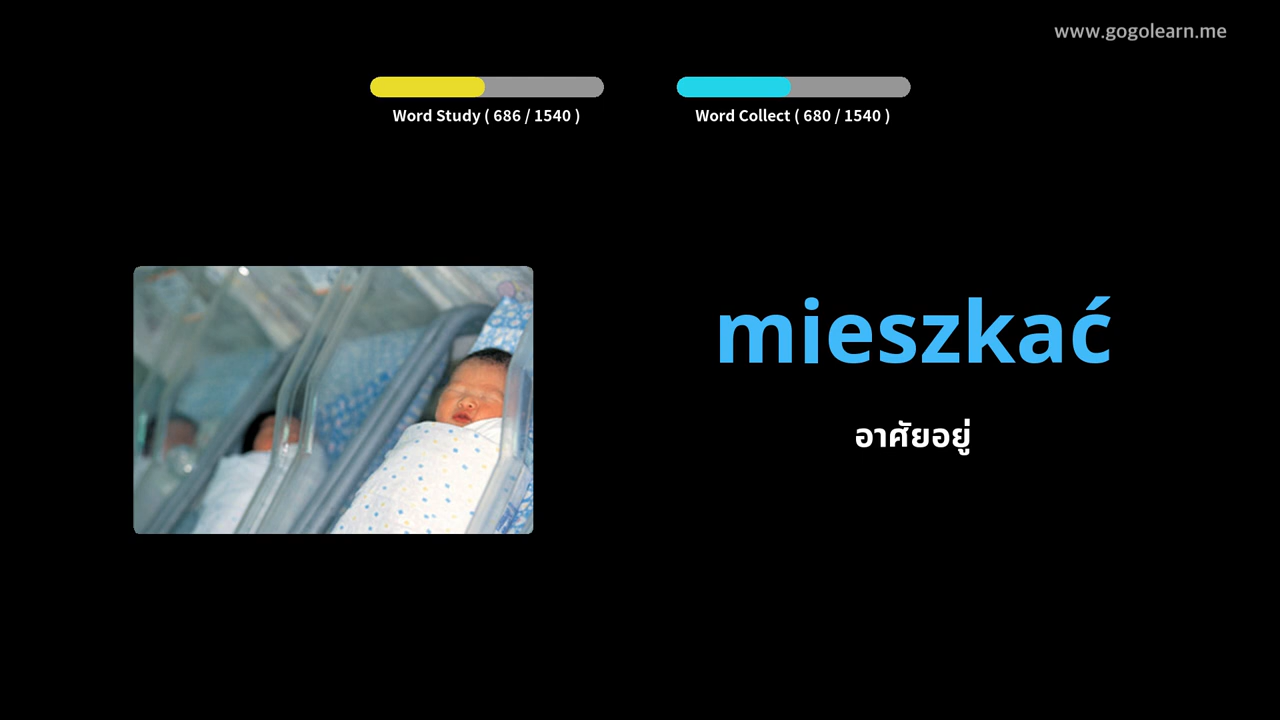 www.gogolearn.me
Word Study ( 686 / 1540 )
Word Collect ( 680 / 1540 )
mieszkać
อาศัยอยู่